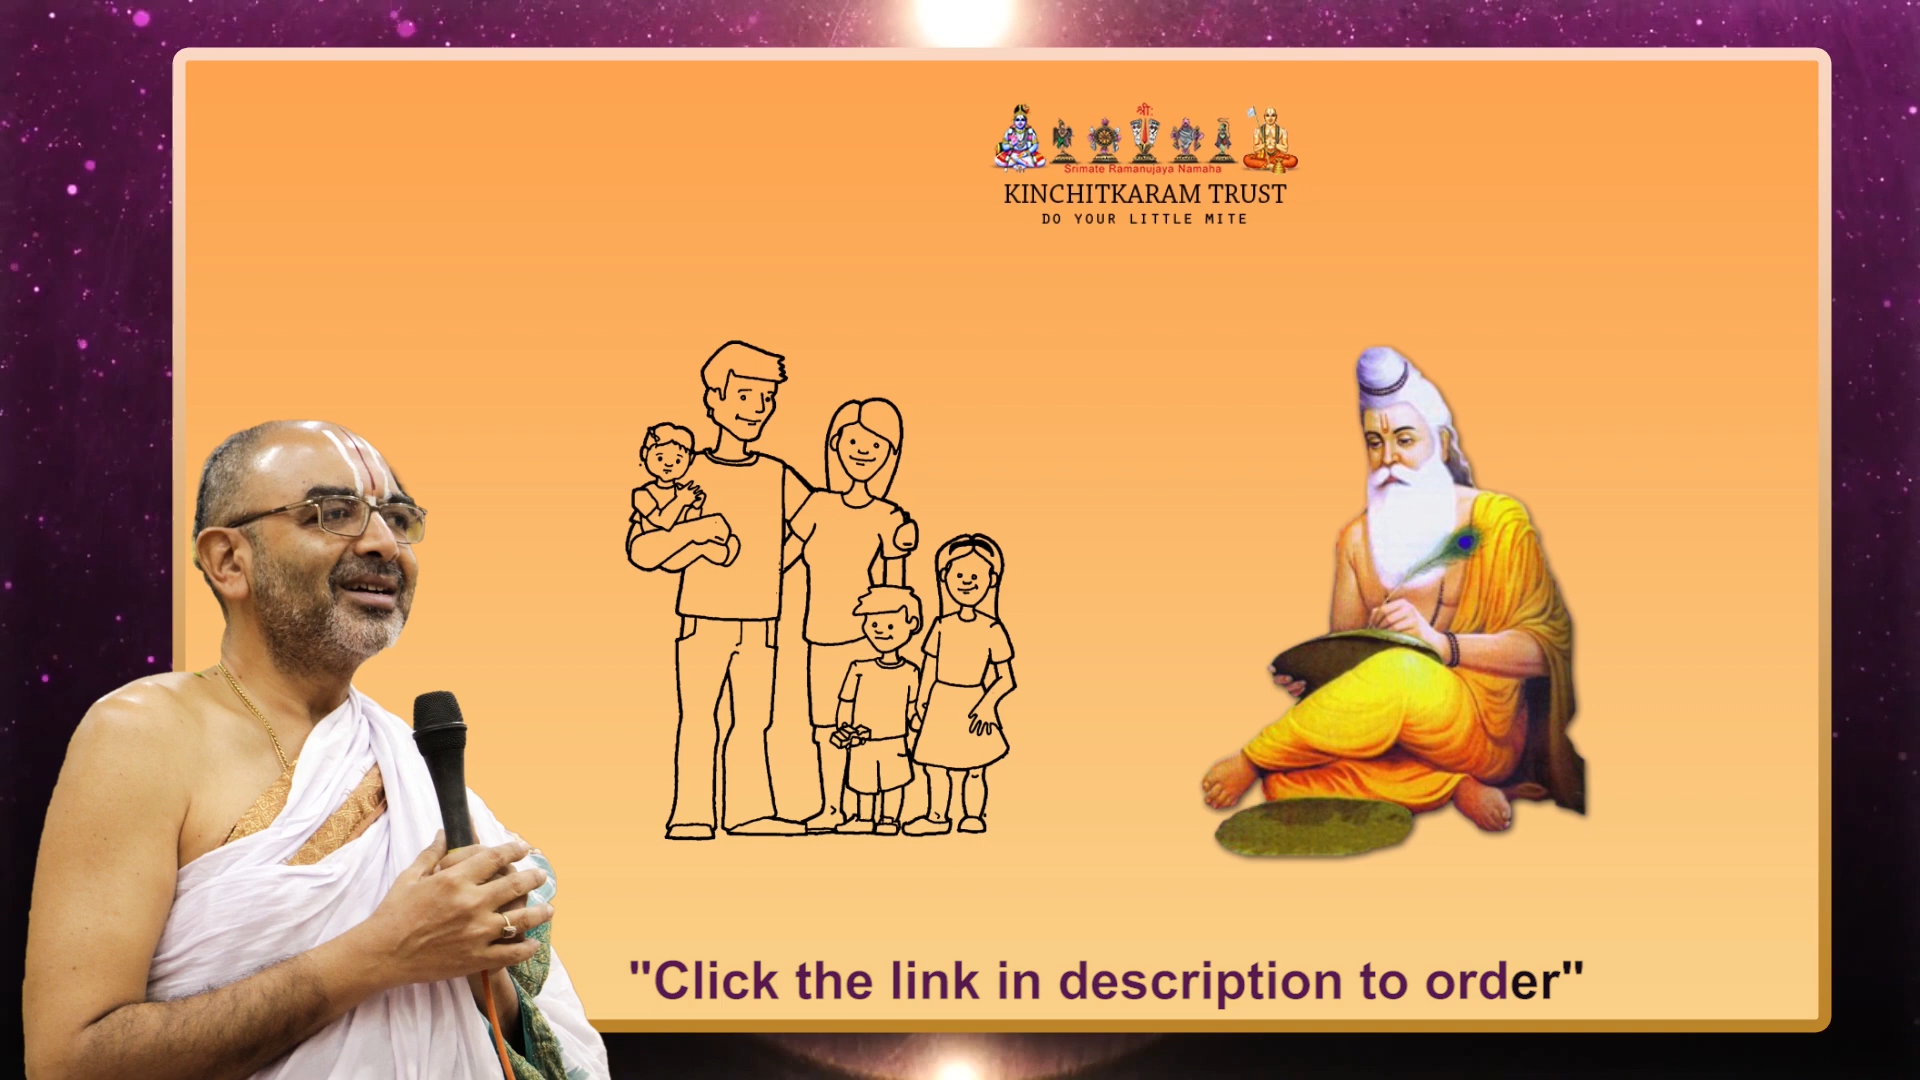 श्रीः
Srimate Ramanujaya Namaha
KINCHITKARAM TRUST
DO YOUR LITTLE MITE
"Click the link in description to order"